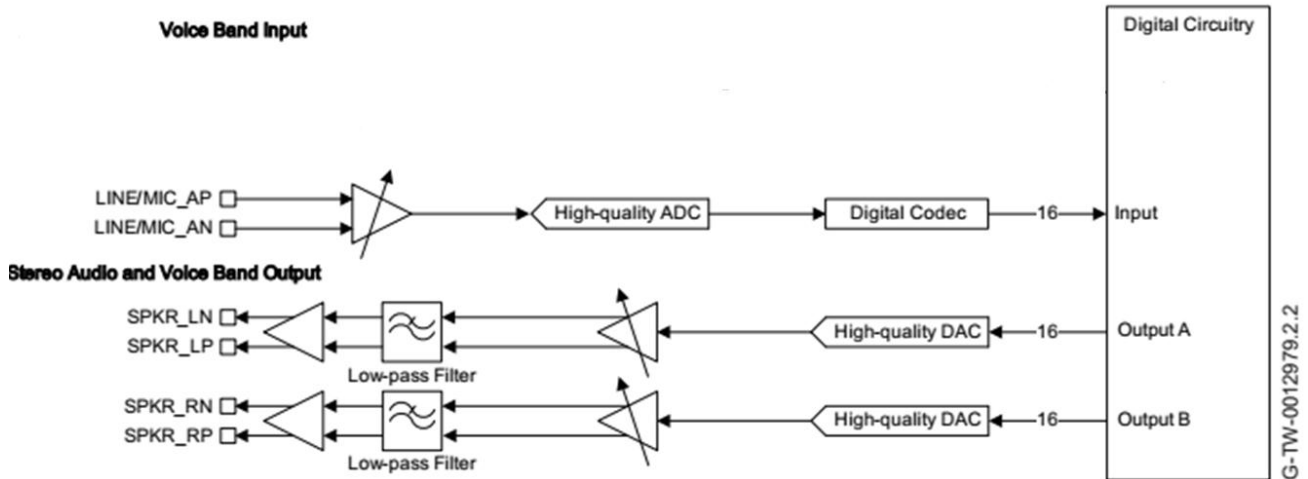 Voice Band Input
Digital Circuitry
LINE/MIC_AP
LINE/MIC_AN
High-quality ADC
Digital Codec
16
Input
Stereo Audio and Voice Band Output
SPKR_LN
SPKR_LP
Low-pass Filter
High-quality DAC
16
Output A
SPKR_RN
SPKR_RP
Low-pass Filter
High-quality DAC
16
Output B
G-TW-0012979.2.2